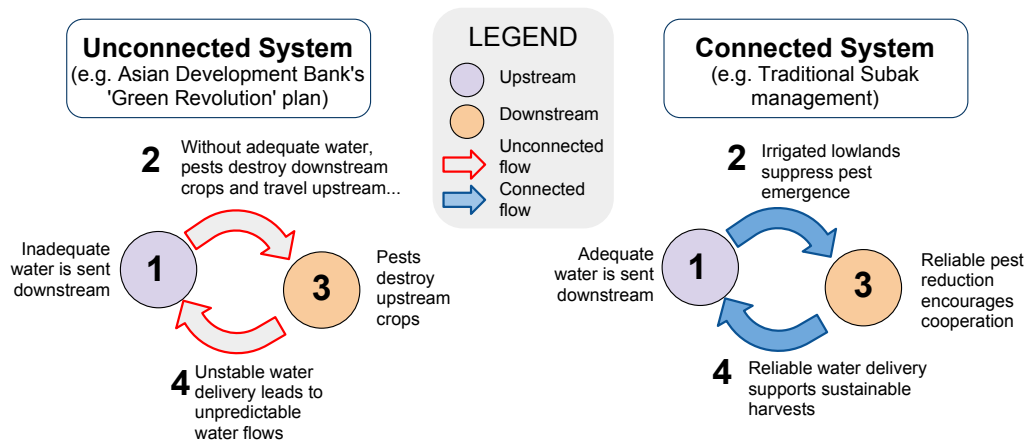 Unconnected System
(e.g. Asian Development Bank's
'Green Revolution' plan)
2
Without adequate water,
pests destroy downstream
crops and travel upstream...
Inadequate
water is sent
downstream
1
3
Pests
destroy
upstream
crops
4
Unstable water
delivery leads to
unpredictable
water flows
LEGEND
Upstream
Downstream
Unconnected
flow
Connected
flow
Connected System
(e.g. Traditional Subak
management)
2
Irrigated lowlands
suppress pest
emergence
Adequate
water is sent
downstream
1
3
Reliable pest
reduction
encourages
cooperation
4
Reliable water delivery
supports sustainable
harvests